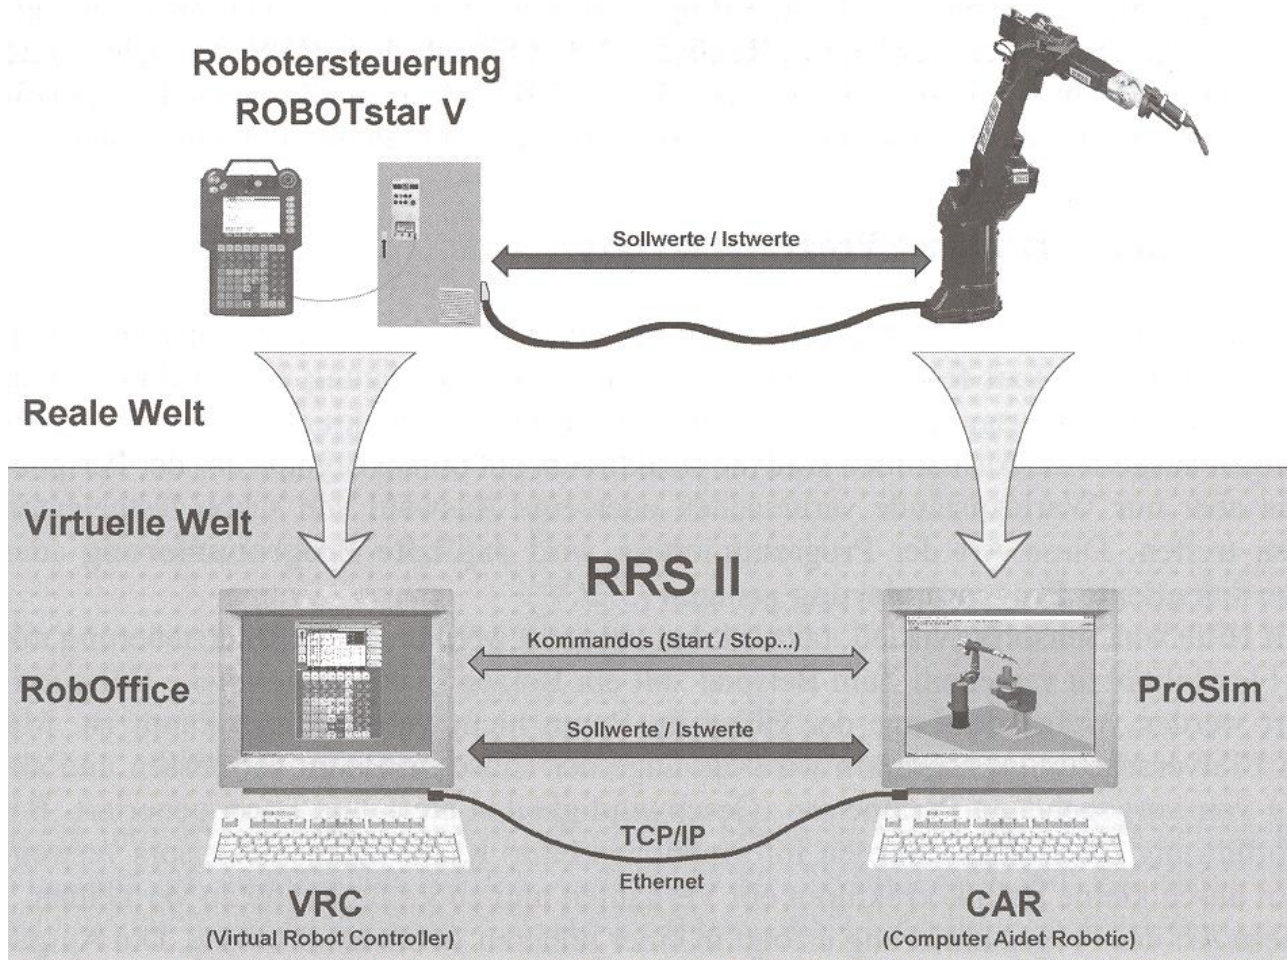 Robotersteuerung
ROBOTstar V
Sollwerte / Istwerte
Reale Welt
Virtuelle Welt
RRS II
Kommandos (Start / Stop...)
RobOffice
ProSim
Sollwerte / Istwerte
TCP/IP
Ethernet
VRC
(Virtual Robot Controller)
CAR
(Computer Aidet Robotic)